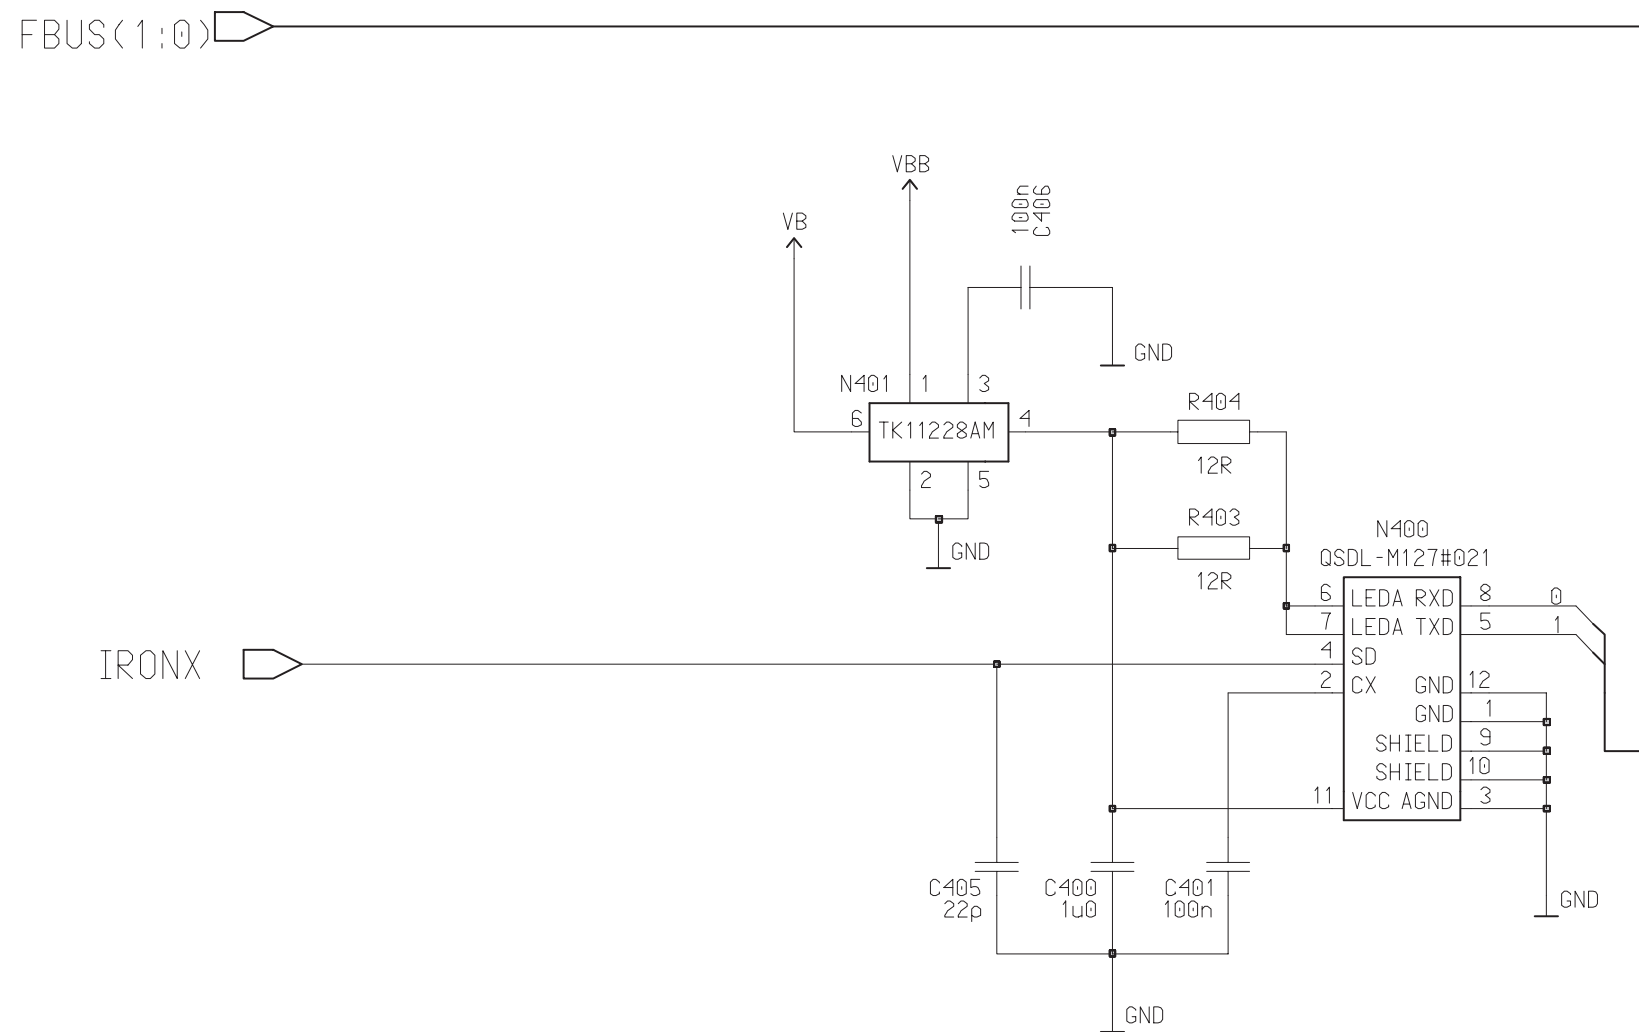 FBUS(1:0)
VBB
100n
C406
VB
GND
N401
1
3
6
TK11228AM
4
2
5
GND
R404
12R
R403
12R
N400
QSDL-M127#021
6
LEDA
RXD
8
0
7
LEDA
TXD
5
1
IRONX
4
SD
2
CX
GND
12
GND
1
SHIELD
9
SHIELD
10
11
VCC
AGND
3
C405
22p
C400
1u0
C401
100n
GND
GND